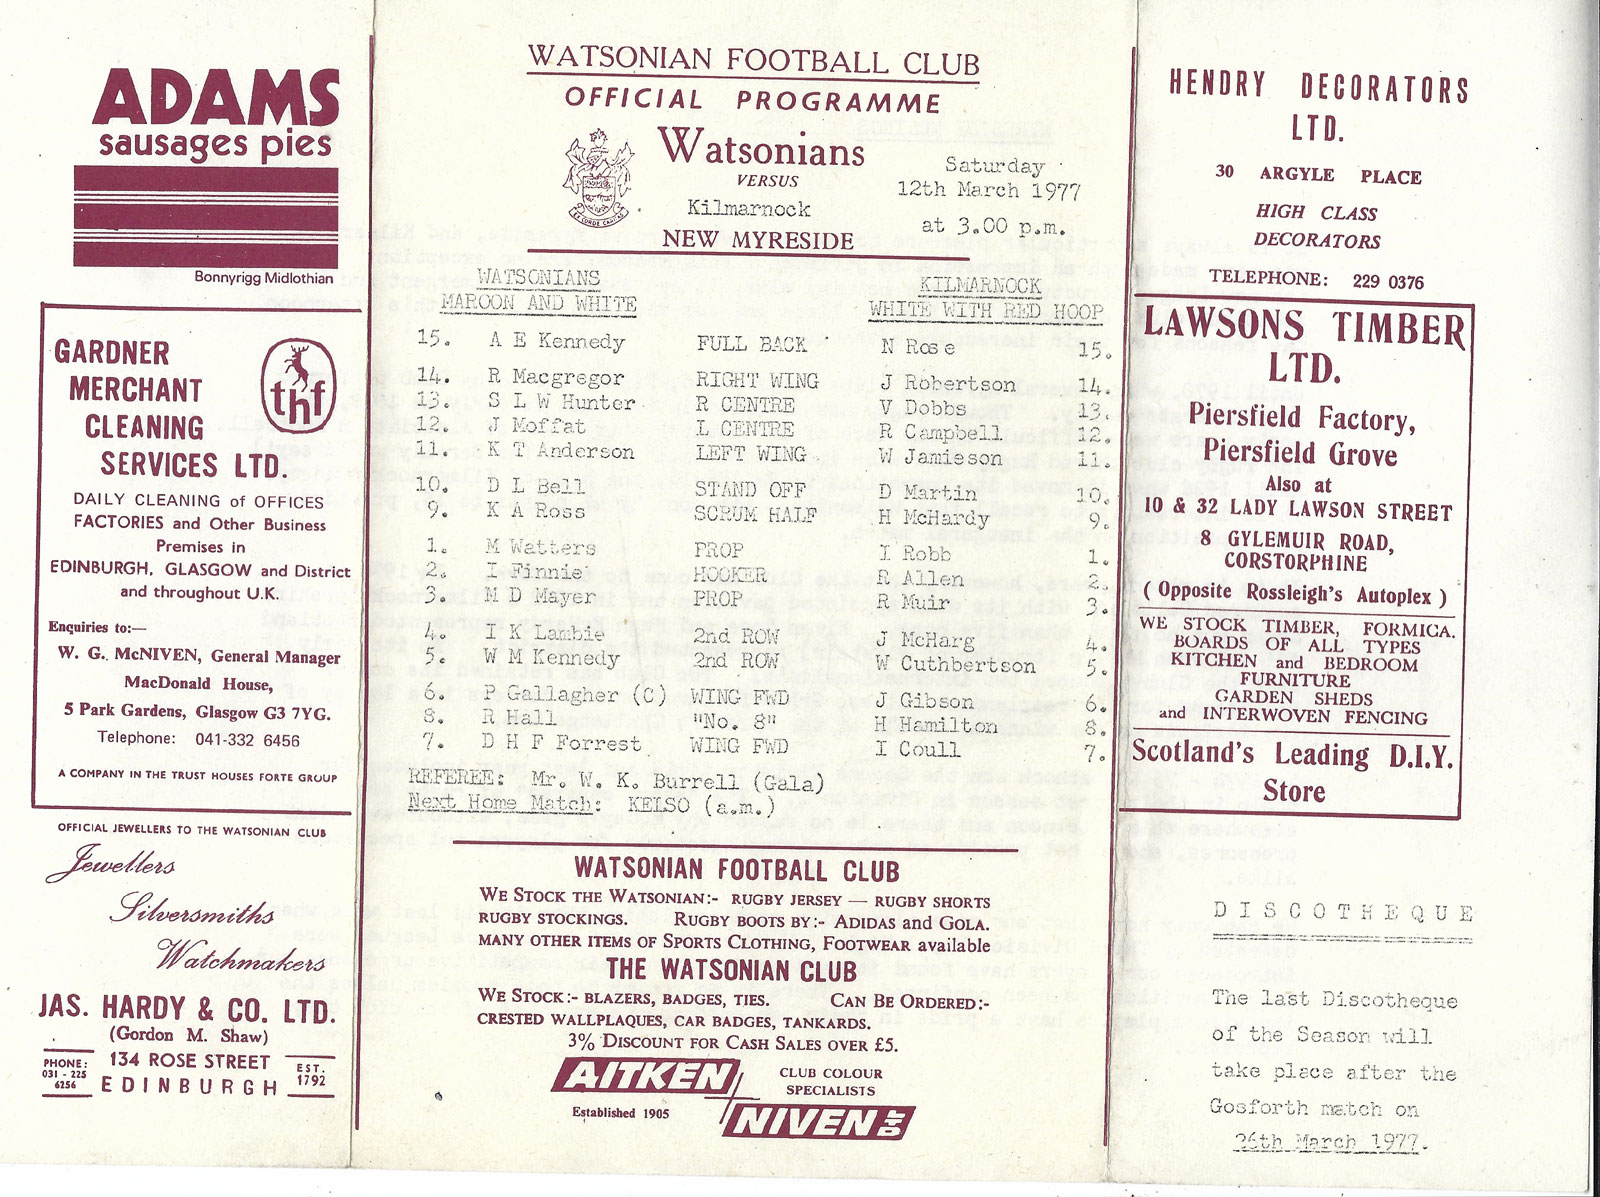 ADAMS
sausages pies
Bonnyrigg Midlothian
GARDNER
MERCHANT
CLEANING
SERVICES LTD.
thf
DAILY CLEANING of OFFICES
FACTORIES and Other Business
Premises in
EDINBURGH, GLASGOW and District
and throughout U.K.
Enquiries to:—
W. G. McNIVEN, General Manager
MacDonald House,
5 Park Gardens, Glasgow G3 7YG.
Telephone: 041-332 6456
A COMPANY IN THE TRUST HOUSES FORTE GROUP
OFFICIAL JEWELLERS TO THE WATSONIAN CLUB
Jewellers
Silversmiths
Watchmakers
JAS. HARDY & CO. LTD.
(Gordon M. Shaw)
PHONE:
031 - 225
6256
134 ROSE STREET
EDINBURGH
EST.
1792
WATSONIAN FOOTBALL CLUB
OFFICIAL PROGRAMME
Watsonians
VERSUS
Kilmarnock
NEW MYRESIDE
EX CORDE CARITAS
Saturday
12th March 1977
at 3.00 p.m.
WATSONIANS KILMARNOCK
MAROON AND WHITE WHITE WITH RED HOOP
15. A E Kennedy FULL BACK N Rose 15.
14. R Macgregor RIGHT WING J Robertson 14.
13. S L W Hunter R CENTRE V Dobbs 13.
12. J Moffat L CENTRE R Campbell 12.
11. K T Anderson LEFT WING W Jamieson 11.
10. D L Bell STAND OFF D Martin 10.
9. K A Ross SCRUM HALF H McHardy 9.
1. M Watters PROP I Robb 1.
2. I Finnie HOOKER R Allen 2.
3. M D Mayer PROP R Muir 3.
4. I K Lambie 2nd ROW J McHarg 4.
5. W M Kennedy 2nd ROW W Cuthbertson 5.
6. P Gallagher (C) WING FWD J Gibson 6.
8. R Hall "No. 8" H Hamilton 8.
7. D H F Forrest WING FWD I Coull 7.
REFEREE: Mr. W. K. Burrell (Gala)
Next Home Match: KELSO (a.m.)
WATSONIAN FOOTBALL CLUB
WE STOCK THE WATSONIAN:- RUGBY JERSEY — RUGBY SHORTS
RUGBY STOCKINGS. RUGBY BOOTS BY:- ADIDAS and GOLA.
MANY OTHER ITEMS OF SPORTS CLOTHING, FOOTWEAR available
THE WATSONIAN CLUB
WE STOCK:- BLAZERS, BADGES, TIES. CAN BE ORDERED:-
CRESTED WALLPLAQUES, CAR BADGES, TANKARDS.
3% DISCOUNT FOR CASH SALES OVER £5.
AITKEN
NIVEN LTD
Established 1905
CLUB COLOUR
SPECIALISTS
HENDRY DECORATORS
LTD.
30 ARGYLE PLACE
HIGH CLASS
DECORATORS
TELEPHONE: 229 0376
LAWSONS TIMBER
LTD.
Piersfield Factory,
Piersfield Grove
Also at
10 & 32 LADY LAWSON STREET
8 GYLEMUIR ROAD,
CORSTORPHINE
( Opposite Rossleigh's Autoplex )
WE STOCK TIMBER, FORMICA.
BOARDS OF ALL TYPES
KITCHEN and BEDROOM
FURNITURE
GARDEN SHEDS
and INTERWOVEN FENCING
Scotland's Leading D.I.Y.
Store
DISCOTHEQUE
The last Discotheque
of the Season will
take place after the
Gosforth match on
26th March 1977.